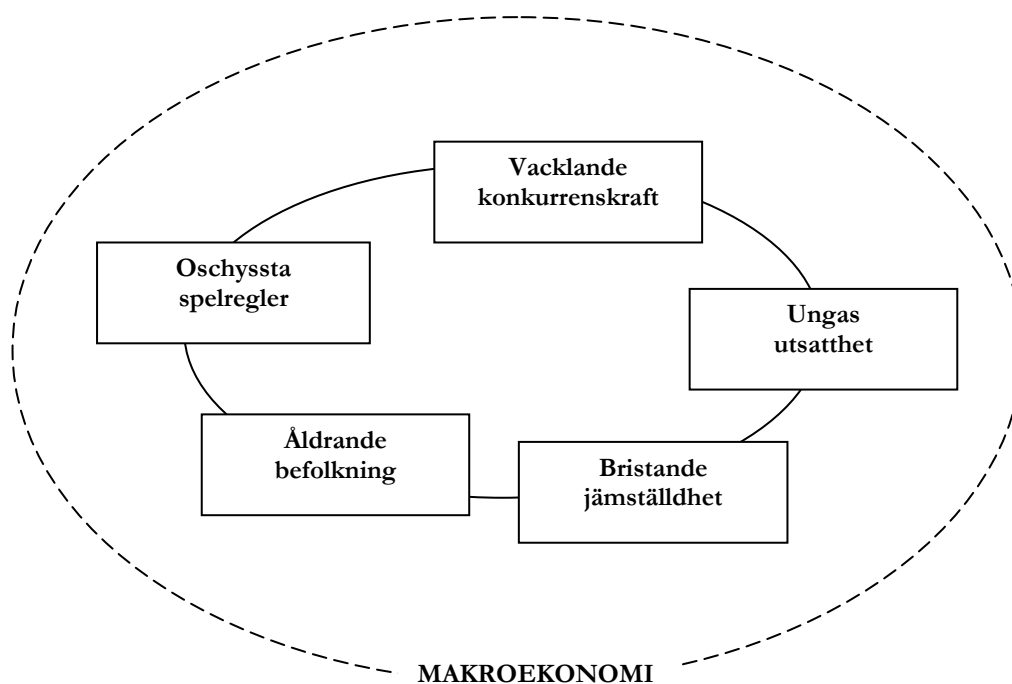 Vacklande
konkurrenskraft
Oschyssta
spelregler
Ungas
utsatthet
Åldrande
befolkning
Bristande
jämställdhet
MAKROEKONOMI